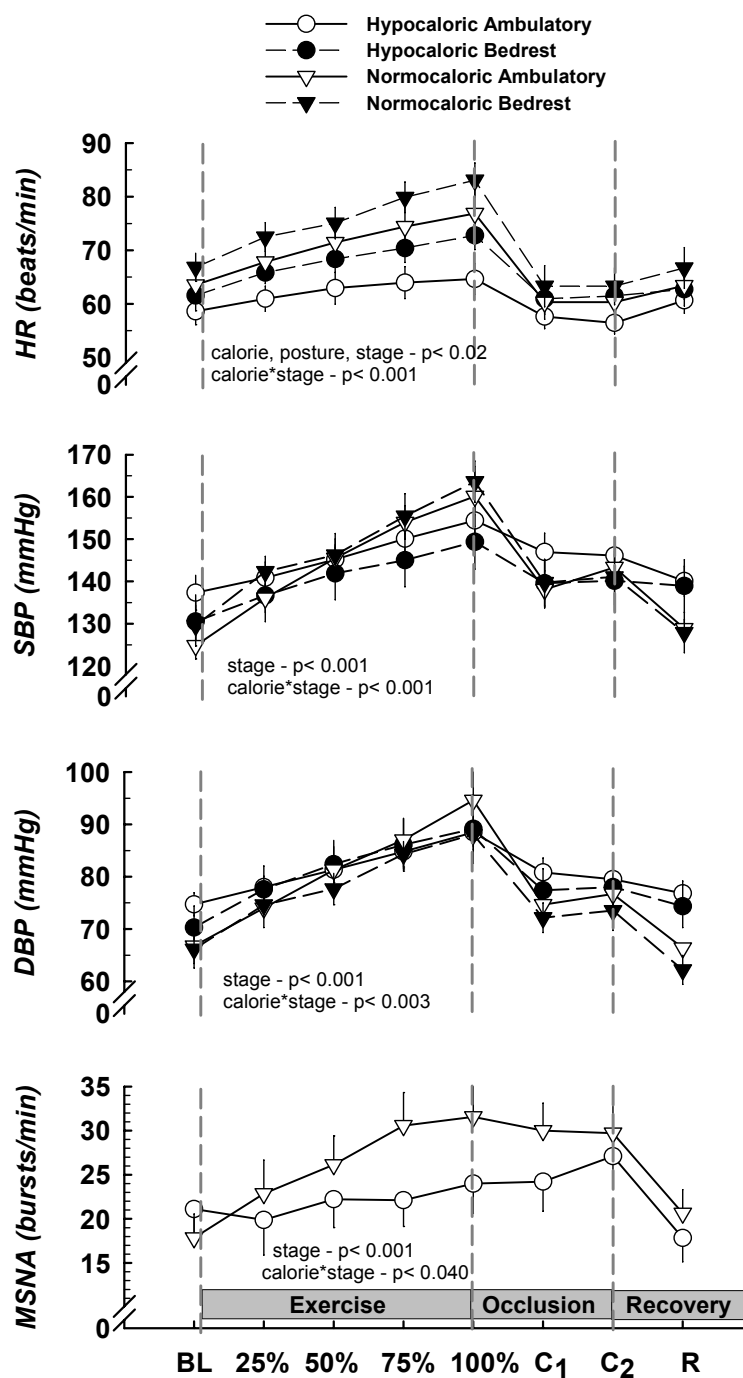 Hypocaloric Ambulatory
Hypocaloric Bedrest
Normocaloric Ambulatory
Normocaloric Bedrest
HR (beats/min)
90
80
70
60
50
0
calorie, posture, stage - p< 0.02
calorie*stage - p< 0.001
SBP (mmHg)
170
160
150
140
130
120
0
stage - p< 0.001
calorie*stage - p< 0.001
DBP (mmHg)
100
90
80
70
60
0
stage - p< 0.001
calorie*stage - p< 0.003
MSNA (bursts/min)
35
30
25
20
15
0
stage - p< 0.001
calorie*stage - p< 0.040
Exercise Occlusion Recovery
BL 25% 50% 75% 100% C1 C2 R